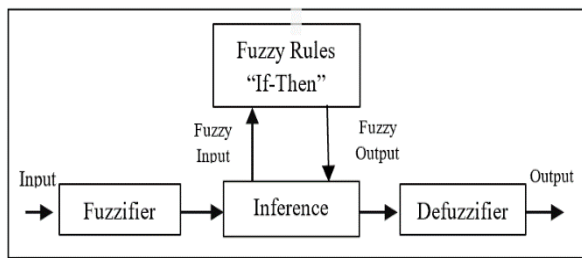 Fuzzy Rules
“If-Then”
Fuzzy
Input
Fuzzy
Output
Input
Fuzzifier
Inference
Defuzzifier
Output